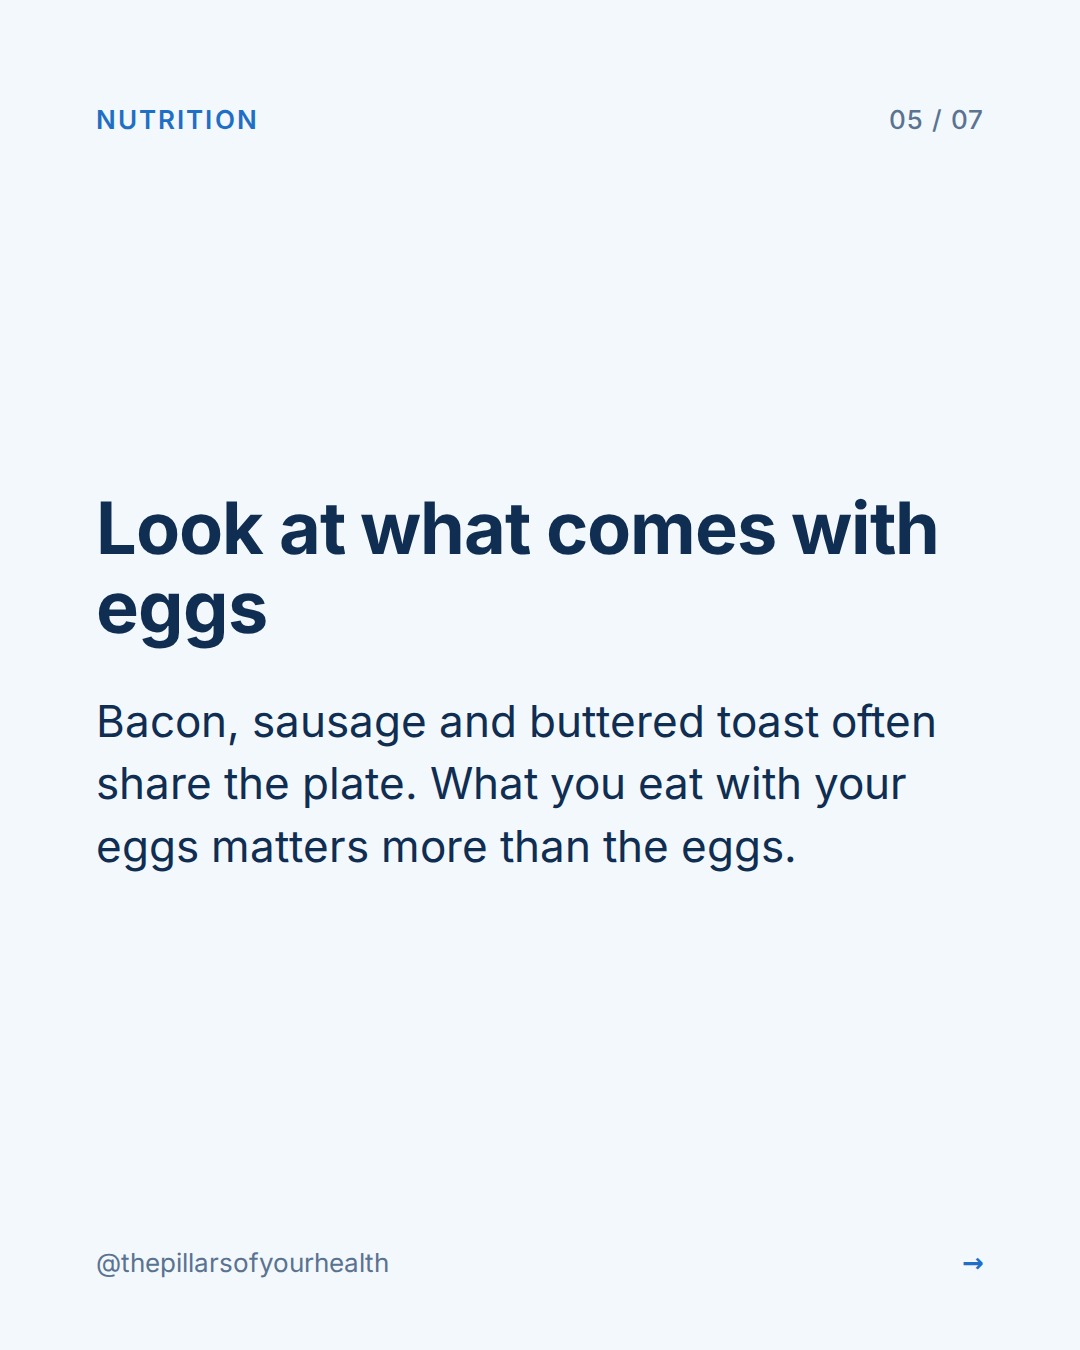 NUTRITION
05 / 07
Look at what comes with
eggs
Bacon, sausage and buttered toast often
share the plate. What you eat with your
eggs matters more than the eggs.
@thepillarsofyourhealth
→